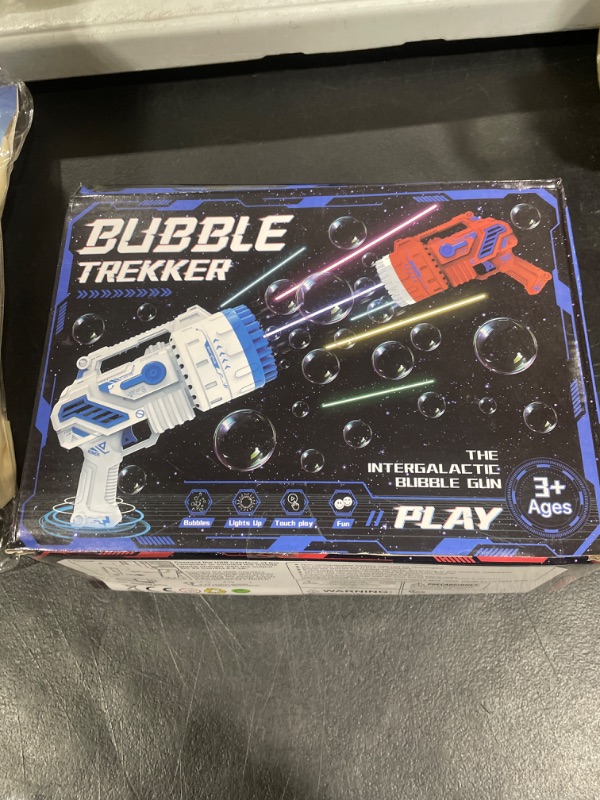 BUBBLE
TREKKER
THE
INTERGALACTIC
BUBBLE GUN
3+
Ages
Bubbles
Lights Up
Touch play
Fun
PLAY
WARNING: